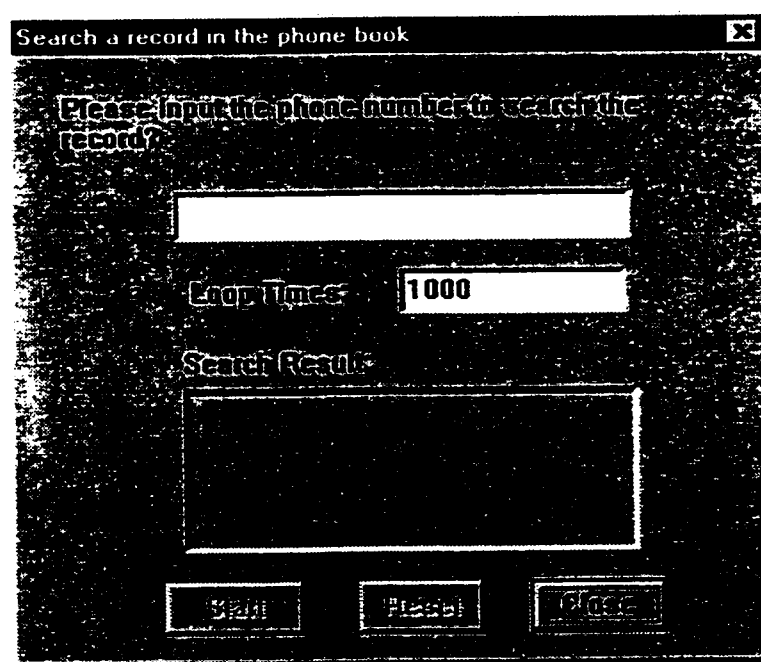 Search a record in the phone book
Please input the phone number to search the
record?
Loop Times:
1000
Search Result:
Start Reset Close